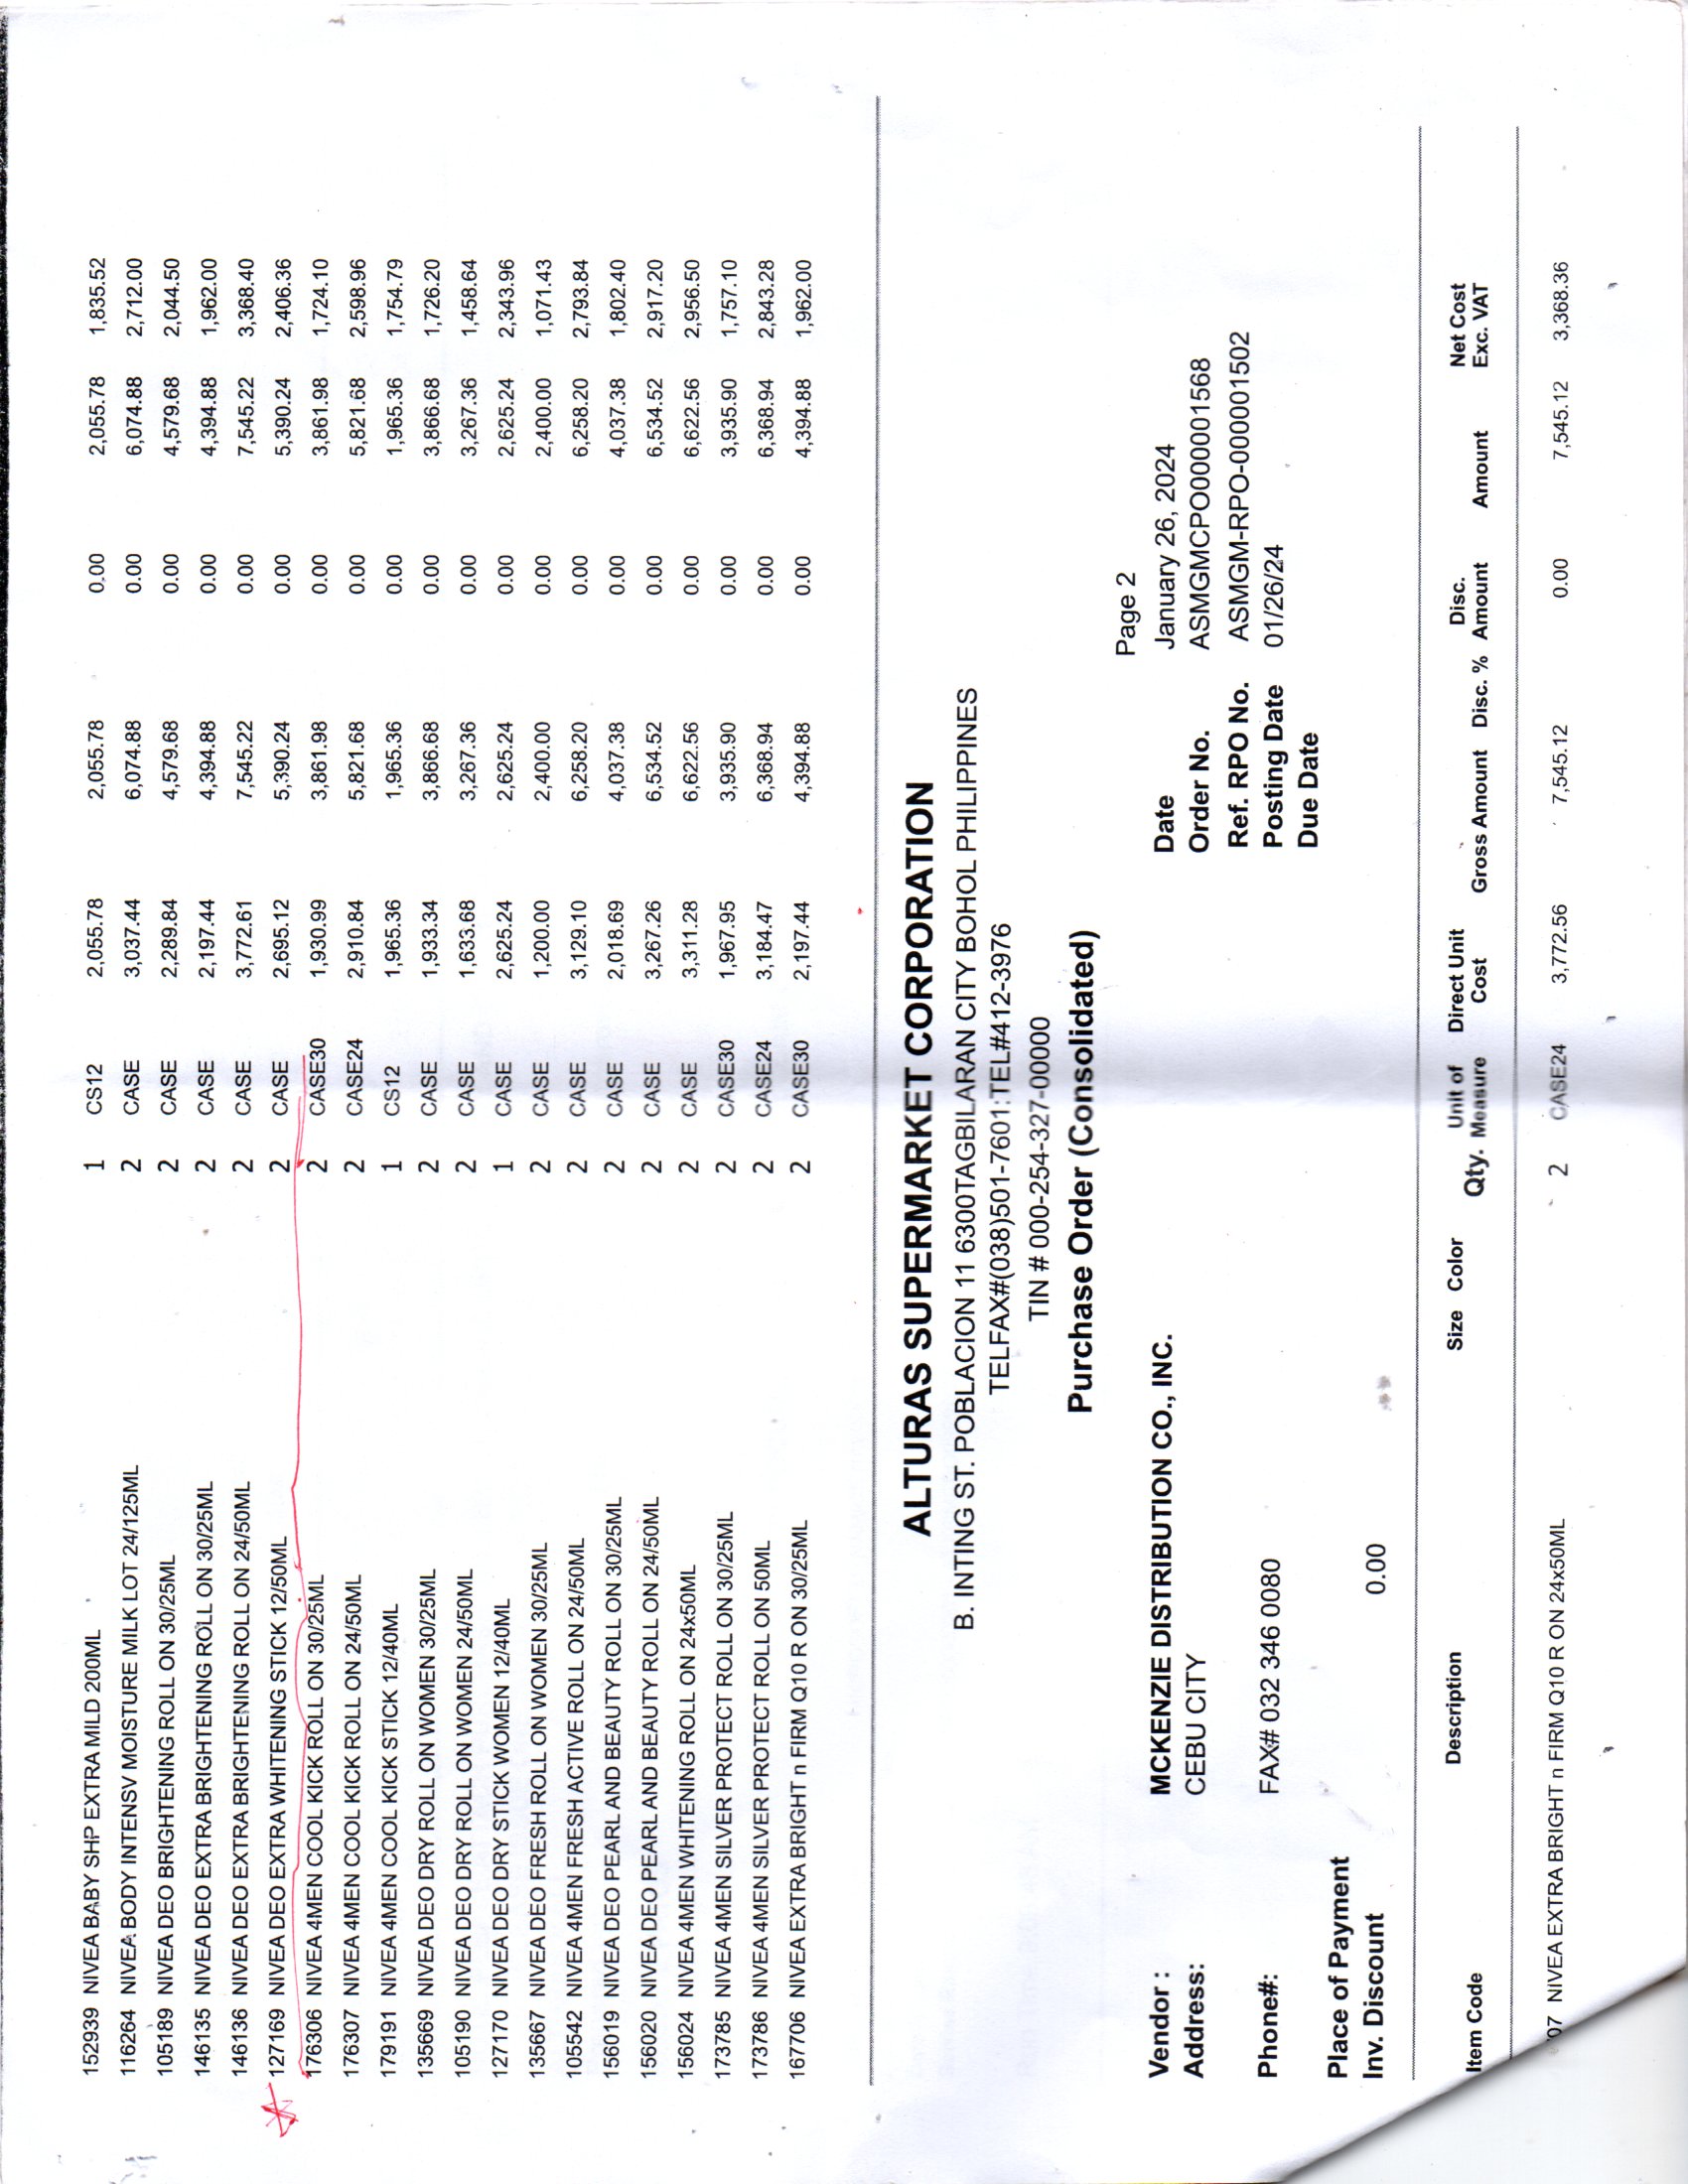 152939 NIVEA BABY SHP EXTRA MILD 200ML 1 CS12 2,055.78 2,055.78 0.00 2,055.78 1,835.52
116264 NIVEA BODY INTENSV MOISTURE MILK LOT 24/125ML 2 CASE 3,037.44 6,074.88 0.00 6,074.88 2,712.00
105189 NIVEA DEO BRIGHTENING ROLL ON 30/25ML 2 CASE 2,289.84 4,579.68 0.00 4,579.68 2,044.50
146135 NIVEA DEO EXTRA BRIGHTENING ROLL ON 30/25ML 2 CASE 2,197.44 4,394.88 0.00 4,394.88 1,962.00
146136 NIVEA DEO EXTRA BRIGHTENING ROLL ON 24/50ML 2 CASE 3,772.61 7,545.22 0.00 7,545.22 3,368.40
127169 NIVEA DEO EXTRA WHITENING STICK 12/50ML 2 CASE 2,695.12 5,390.24 0.00 5,390.24 2,406.36
176306 NIVEA 4MEN COOL KICK ROLL ON 30/25ML 2 CASE30 1,930.99 3,861.98 0.00 3,861.98 1,724.10
176307 NIVEA 4MEN COOL KICK ROLL ON 24/50ML 2 CASE24 2,910.84 5,821.68 0.00 5,821.68 2,598.96
179191 NIVEA 4MEN COOL KICK STICK 12/40ML 1 CS12 1,965.36 1,965.36 0.00 1,965.36 1,754.79
135669 NIVEA DEO DRY ROLL ON WOMEN 30/25ML 2 CASE 1,933.34 3,866.68 0.00 3,866.68 1,726.20
105190 NIVEA DEO DRY ROLL ON WOMEN 24/50ML 2 CASE 1,633.68 3,267.36 0.00 3,267.36 1,458.64
127170 NIVEA DEO DRY STICK WOMEN 12/40ML 1 CASE 2,625.24 2,625.24 0.00 2,625.24 2,343.96
135667 NIVEA DEO FRESH ROLL ON WOMEN 30/25ML 2 CASE 1,200.00 2,400.00 0.00 2,400.00 1,071.43
105542 NIVEA 4MEN FRESH ACTIVE ROLL ON 24/50ML 2 CASE 3,129.10 6,258.20 0.00 6,258.20 2,793.84
156019 NIVEA DEO PEARL AND BEAUTY ROLL ON 30/25ML 2 CASE 2,018.69 4,037.38 0.00 4,037.38 1,802.40
156020 NIVEA DEO PEARL AND BEAUTY ROLL ON 24/50ML 2 CASE 3,267.26 6,534.52 0.00 6,534.52 2,917.20
156024 NIVEA 4MEN WHITENING ROLL ON 24x50ML 2 CASE 3,311.28 6,622.56 0.00 6,622.56 2,956.50
173785 NIVEA 4MEN SILVER PROTECT ROLL ON 30/25ML 2 CASE30 1,967.95 3,935.90 0.00 3,935.90 1,757.10
173786 NIVEA 4MEN SILVER PROTECT ROLL ON 50ML 2 CASE24 3,184.47 6,368.94 0.00 6,368.94 2,843.28
167706 NIVEA EXTRA BRIGHT n FIRM Q10 R ON 30/25ML 2 CASE30 2,197.44 4,394.88 0.00 4,394.88 1,962.00
ALTURAS SUPERMARKET CORPORATION
B. INTING ST. POBLACION 11 6300TAGBILARAN CITY BOHOL PHILIPPINES
TELFAX#(038)501-7601:TEL#412-3976
TIN # 000-254-327-00000
Purchase Order (Consolidated)
Page 2
Vendor : MCKENZIE DISTRIBUTION CO., INC. Date January 26, 2024
Address: CEBU CITY Order No. ASMGMCPO000001568
Ref. RPO No. ASMGM-RPO-000001502
Phone#: FAX# 032 346 0080 Posting Date 01/26/24
Due Date
Place of Payment
Inv. Discount 0.00
Item Code Description Size Color Qty. Unit of Measure Direct Unit Cost Gross Amount Disc. % Disc. Amount Amount Net Cost Exc. VAT
07 NIVEA EXTRA BRIGHT n FIRM Q10 R ON 24x50ML 2 CASE24 3,772.56 7,545.12 0.00 7,545.12 3,368.36